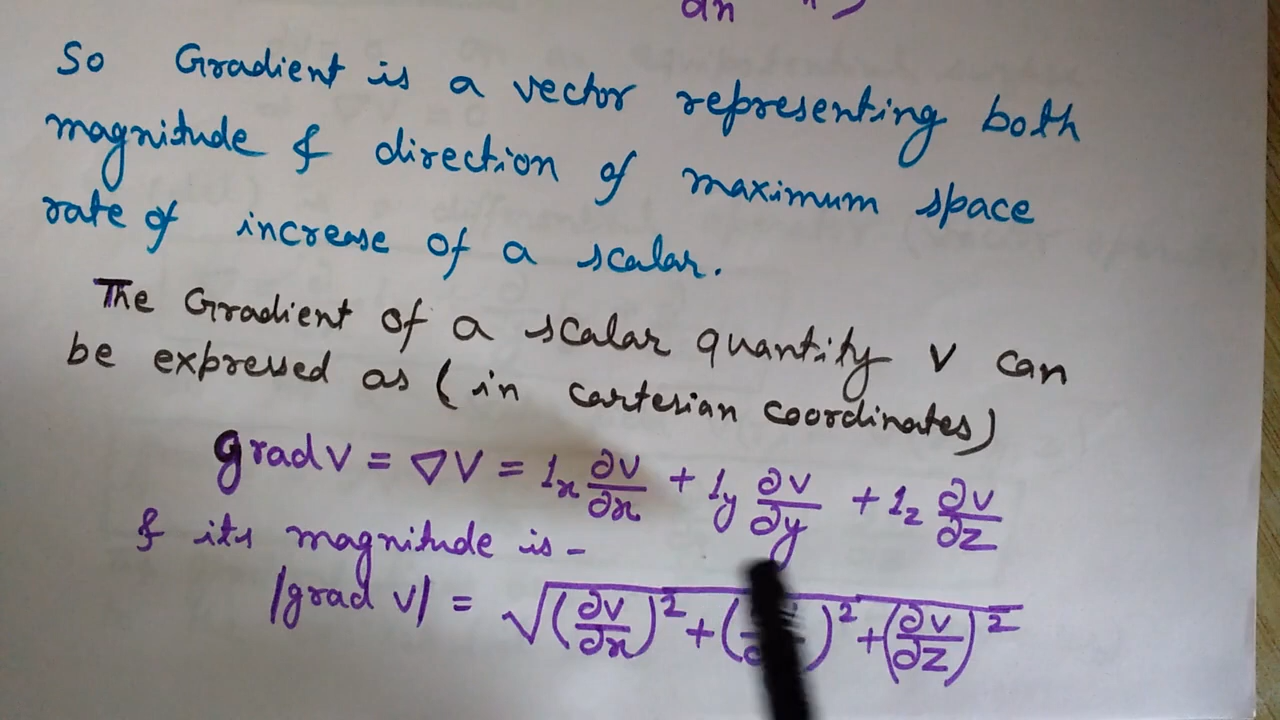 So Gradient is a vector representing both
magnitude & direction of maximum space
rate of increase of a scalar.
The Gradient of a scalar quantity V can
be expressed as (in cartesian coordinates)
grad V = ∇V = 1x ∂V/∂x + 1y ∂V/∂y + 1z ∂V/∂z
& its magnitude is -
|grad V| = √(∂V/∂x)² + ( )² + (∂V/∂z)²